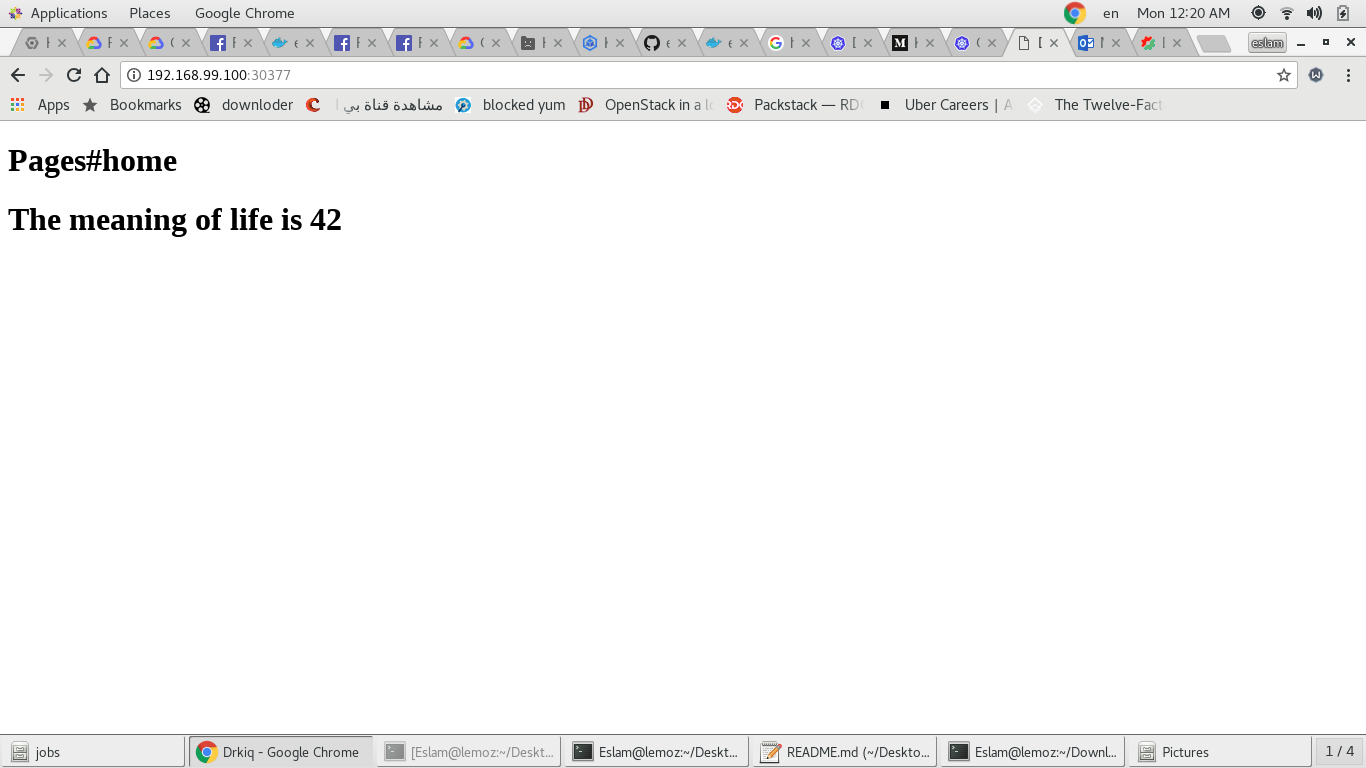 Applications Places Google Chrome en Mon 12:20 AM
eslam
192.168.99.100:30377
Apps Bookmarks downloder مشاهدة قناة بي blocked yum OpenStack in a Packstack — RDO Uber Careers | The Twelve-Fact
Pages#home
The meaning of life is 42
jobs Drkiq - Google Chrome [Eslam@lemoz:~/Deskt... Eslam@lemoz:~/Deskt... README.md (~/Deskto... Eslam@lemoz:~/Downl... Pictures 1 / 4